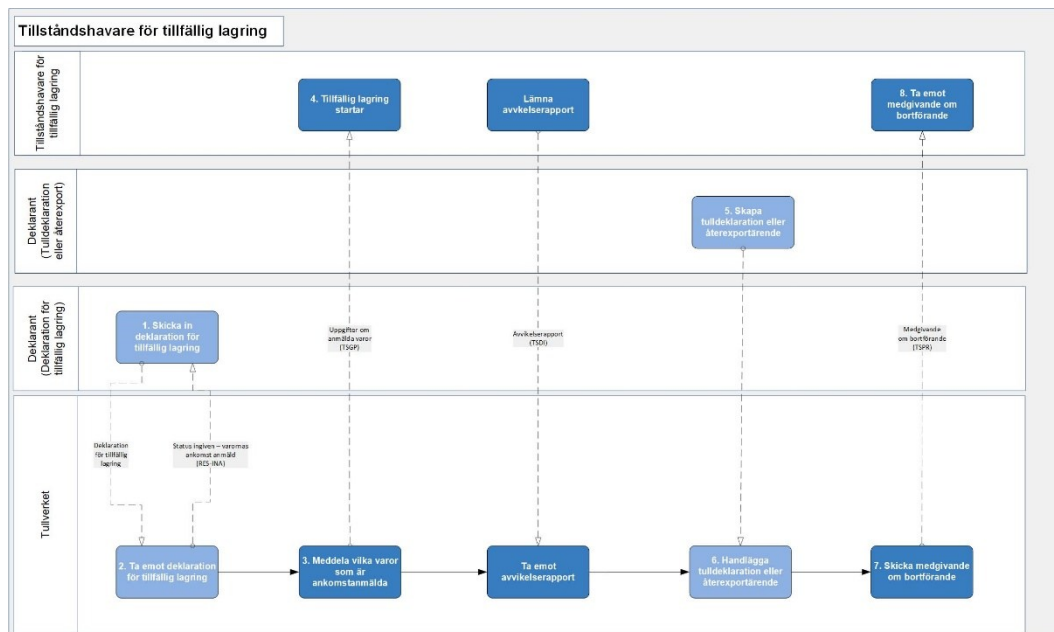 Tillståndshavare för tillfällig lagring
Tillståndshavare för
tillfällig lagring
4. Tillfällig lagring
startar
Lämna
avvikelserapport
8. Ta emot
medgivande om
bortförande
Deklarant
(Tulldeklaration
eller återexport)
5. Skapa
tulldeklaration eller
återexportärende
Deklarant
(Deklaration för
tillfällig lagring)
1. Skicka in
deklaration för
tillfällig lagring
Uppgifter om
anmälda varor
(TSGP)
Avvikelserapport
(TSDI)
Medgivande
om bortförande
(TSPR)
Tullverket
Deklaration
för tillfällig
lagring
Status ingiven – varornas
ankomst anmäld
(RES-INA)
2. Ta emot deklaration
för tillfällig lagring
3. Meddela vilka varor
som är
ankomstanmälda
Ta emot
avvikelserapport
6. Handlägga
tulldeklaration eller
återexportärende
7. Skicka medgivande
om bortförande